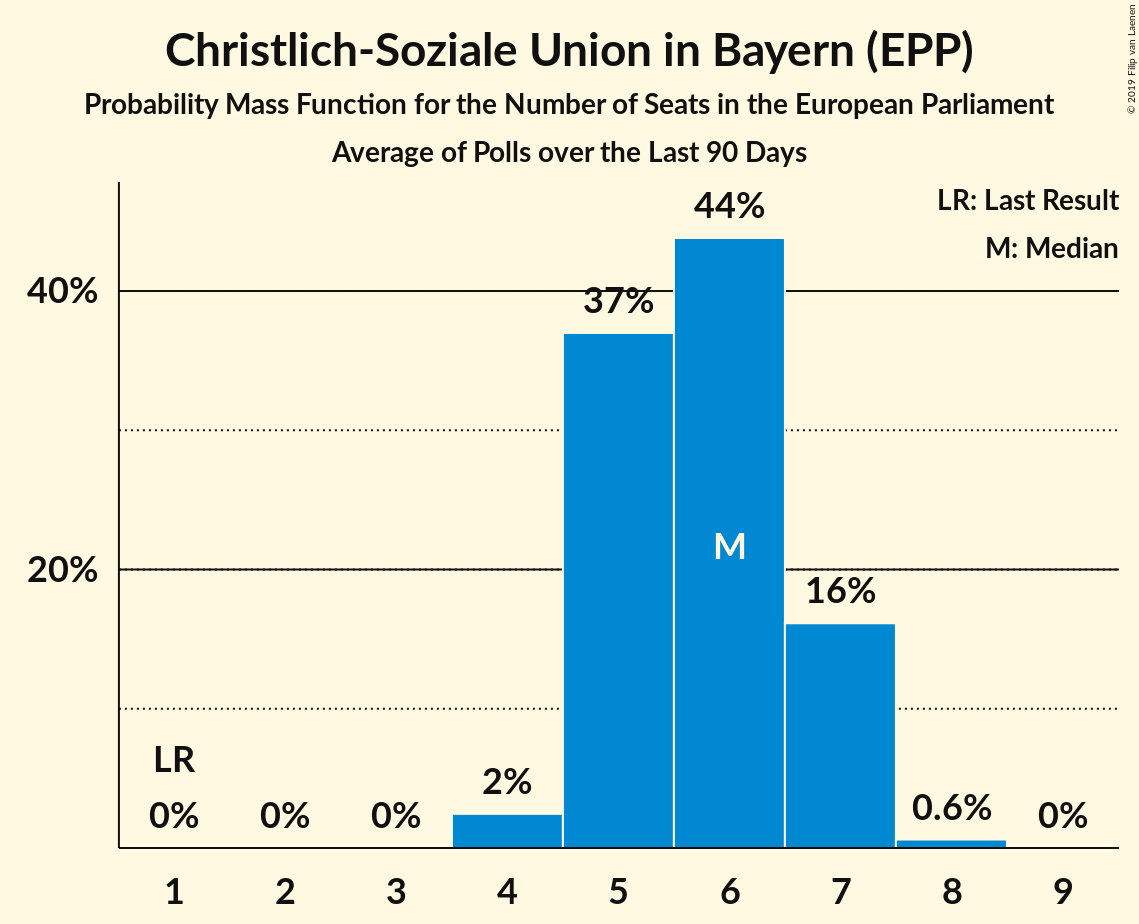 Christlich-Soziale Union in Bayern (EPP)
Probability Mass Function for the Number of Seats in the European Parliament
Average of Polls over the Last 90 Days
© 2019 Filip van Laenen
LR: Last Result
M: Median
44%
40%
37%
M
20%
16%
LR
0%
0%
0%
2%
0.6%
0%
1 2 3 4 5 6 7 8 9